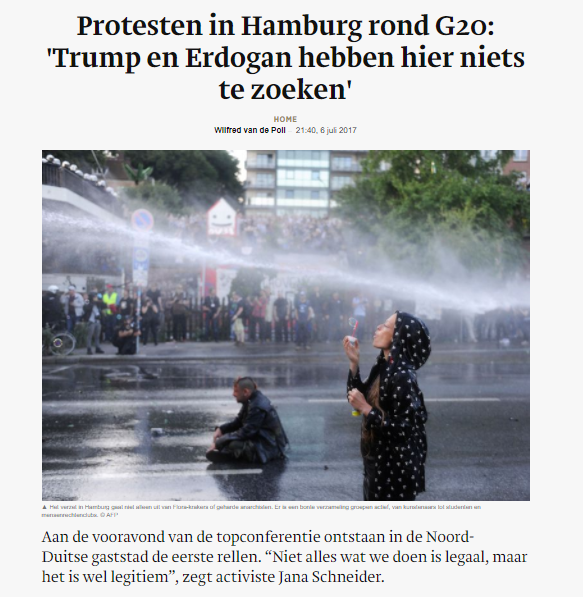 Protesten in Hamburg rond G20:
'Trump en Erdogan hebben hier niets
te zoeken'
HOME
Wilfred van de Poll – 21:40, 6 juli 2017
▲ Het verzet in Hamburg gaat niet alleen uit van Flora-krakers of geharde anarchisten. Er is een bonte verzameling groepen actief, van kunstenaars tot studenten en
mensenrechtenclubs. © AFP
Aan de vooravond van de topconferentie ontstaan in de Noord-
Duitse gaststad de eerste rellen. “Niet alles wat we doen is legaal, maar
het is wel legitiem”, zegt activiste Jana Schneider.